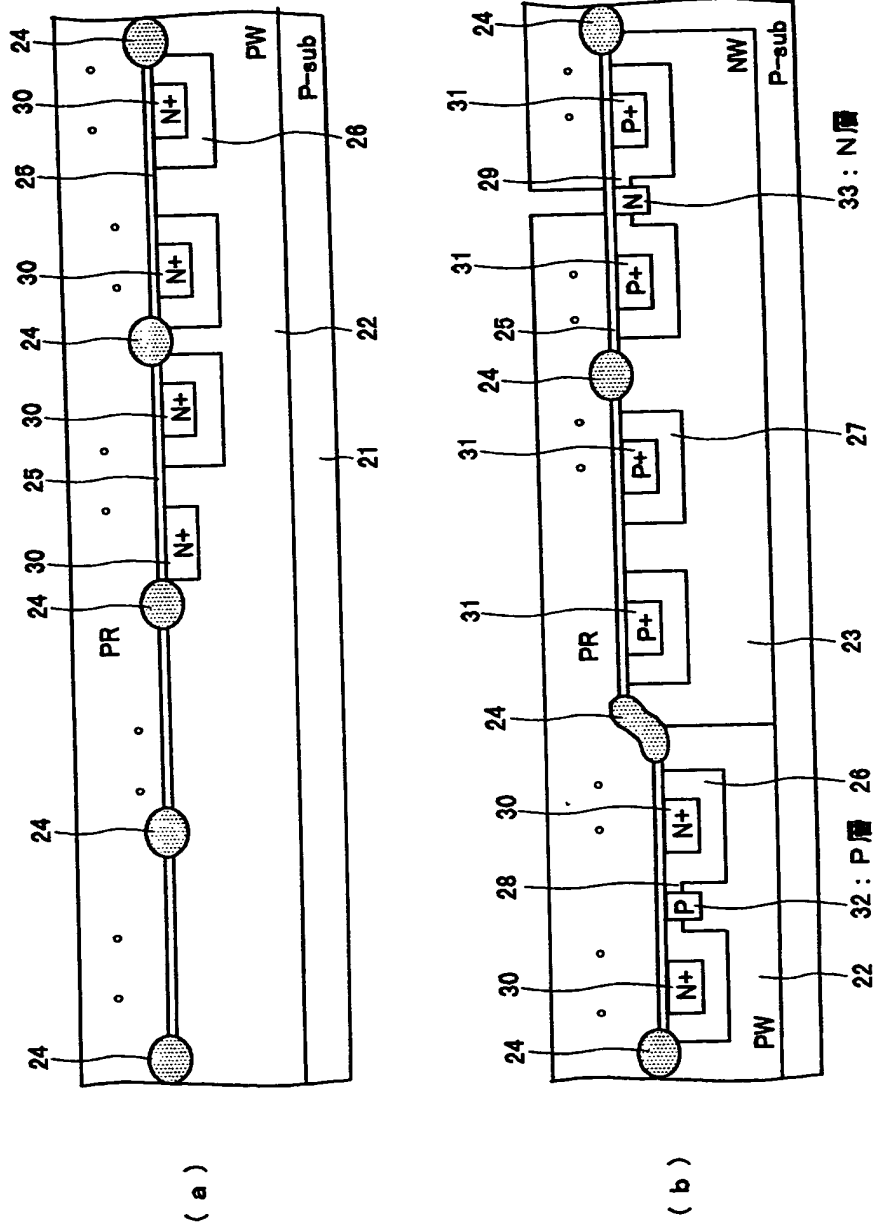 (a)
24 24 24 30 25 30 24 30 25 30 24
PR
N+ N+ N+ N+
PW
P-sub
21 22 26
(b)
24 30 28 30 24 31 31 24 25 31 29 31 24
PR
N+ P N+ P+ P+ P+ N P+
PW NW
P-sub
22 32:P層 26 23 27 33:N層